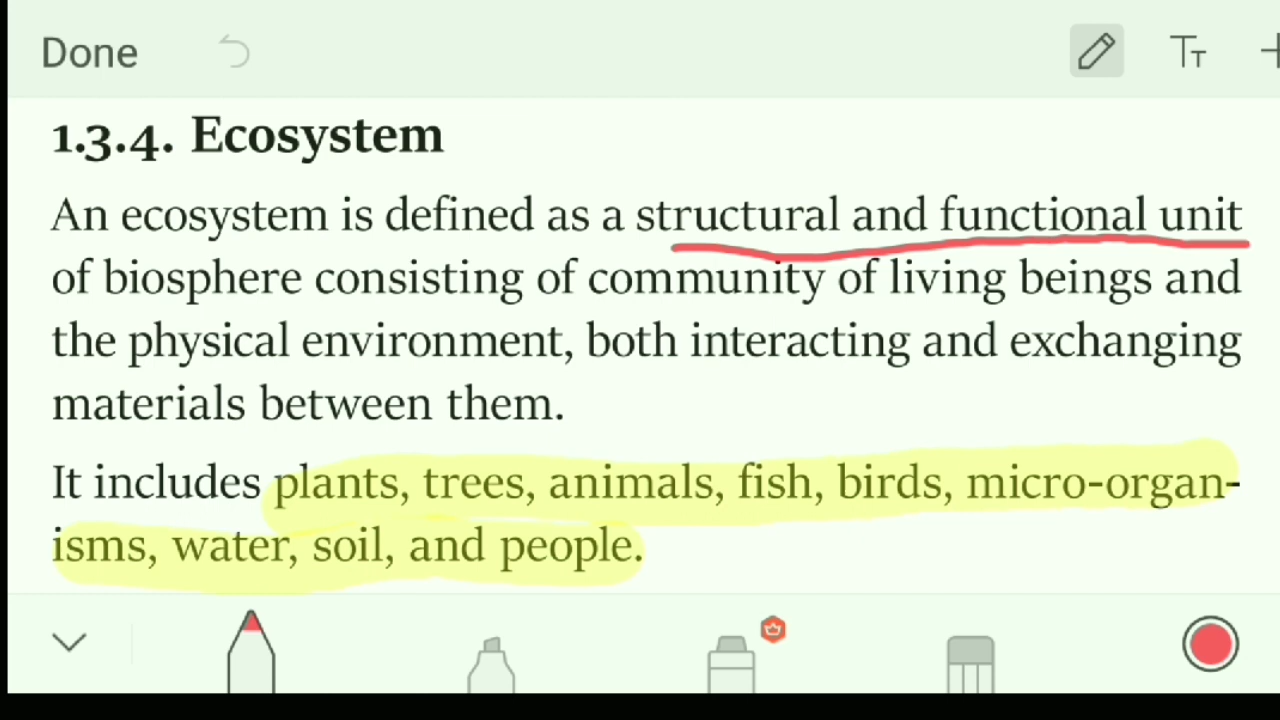 Done
TT
1.3.4. Ecosystem
An ecosystem is defined as a structural and functional unit
of biosphere consisting of community of living beings and
the physical environment, both interacting and exchanging
materials between them.
It includes plants, trees, animals, fish, birds, micro-organ-
isms, water, soil, and people.